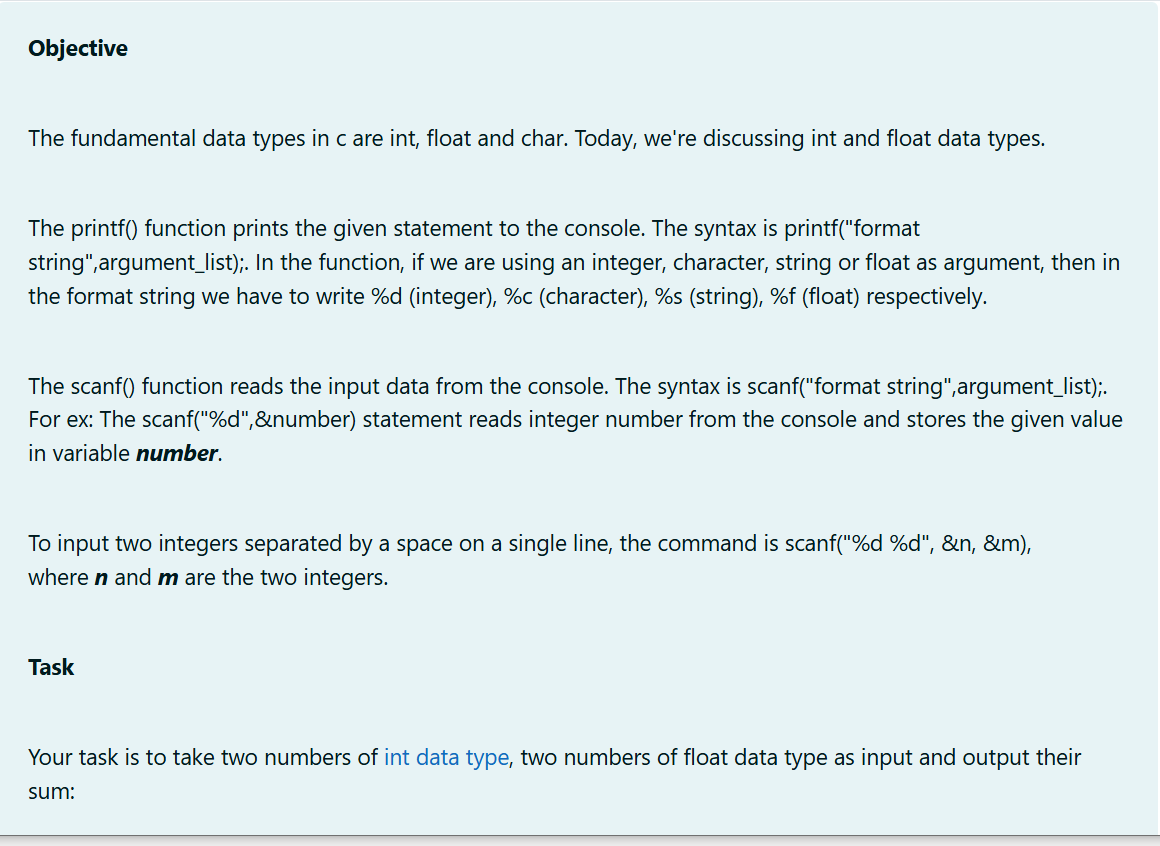 Objective
The fundamental data types in c are int, float and char. Today, we're discussing int and float data types.
The printf() function prints the given statement to the console. The syntax is printf("format
string",argument_list);. In the function, if we are using an integer, character, string or float as argument, then in
the format string we have to write %d (integer), %c (character), %s (string), %f (float) respectively.
The scanf() function reads the input data from the console. The syntax is scanf("format string",argument_list);.
For ex: The scanf("%d",&number) statement reads integer number from the console and stores the given value
in variable number.
To input two integers separated by a space on a single line, the command is scanf("%d %d", &n, &m),
where n and m are the two integers.
Task
Your task is to take two numbers of int data type, two numbers of float data type as input and output their
sum: